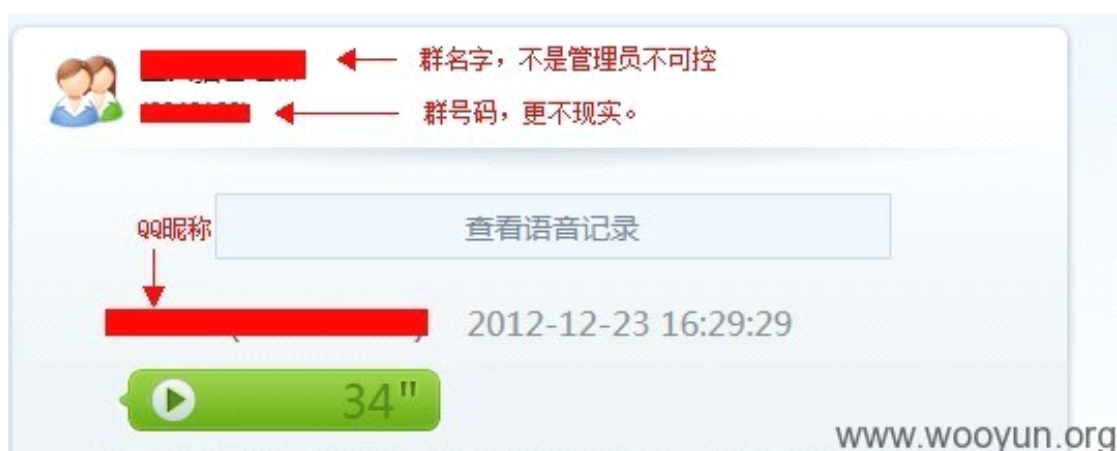 群名字，不是管理员不可控
群号码，更不现实。
QQ昵称
查看语音记录
2012-12-23 16:29:29
34"
www.wooyun.org